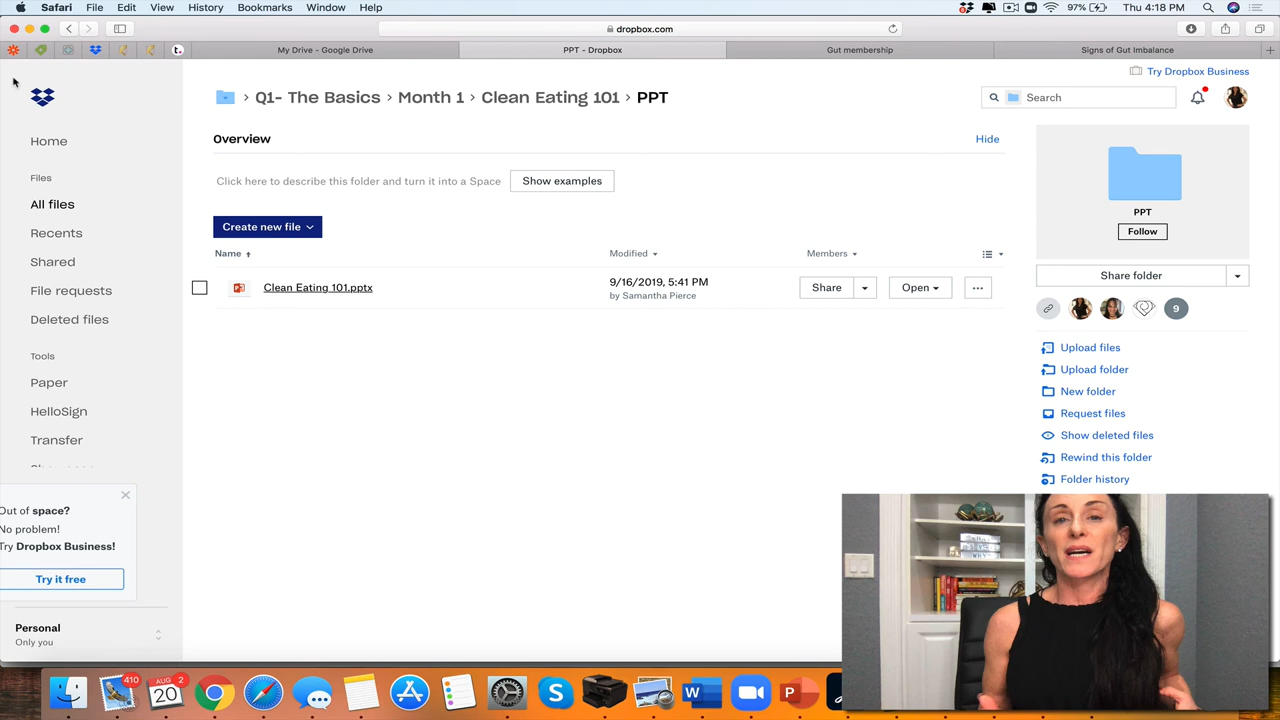 Safari File Edit View History Bookmarks Window Help
97% Thu 4:18 PM
dropbox.com
t.
My Drive – Google Drive
PPT - Dropbox
Gut membership
Signs of Gut Imbalance
Try Dropbox Business
Q1- The Basics › Month 1 › Clean Eating 101 › PPT
Search
Home
Files
All files
Recents
Shared
File requests
Deleted files
Tools
Paper
HelloSign
Transfer
Out of space?
No problem!
Try Dropbox Business!
Try it free
Personal
Only you
Overview
Hide
Click here to describe this folder and turn it into a Space
Show examples
Create new file
Name
Modified
Members
Clean Eating 101.pptx
9/16/2019, 5:41 PM
by Samantha Pierce
Share
Open
PPT
Follow
Share folder
9
Upload files
Upload folder
New folder
Request files
Show deleted files
Rewind this folder
Folder history
410
AUG
20
2
S
W
P